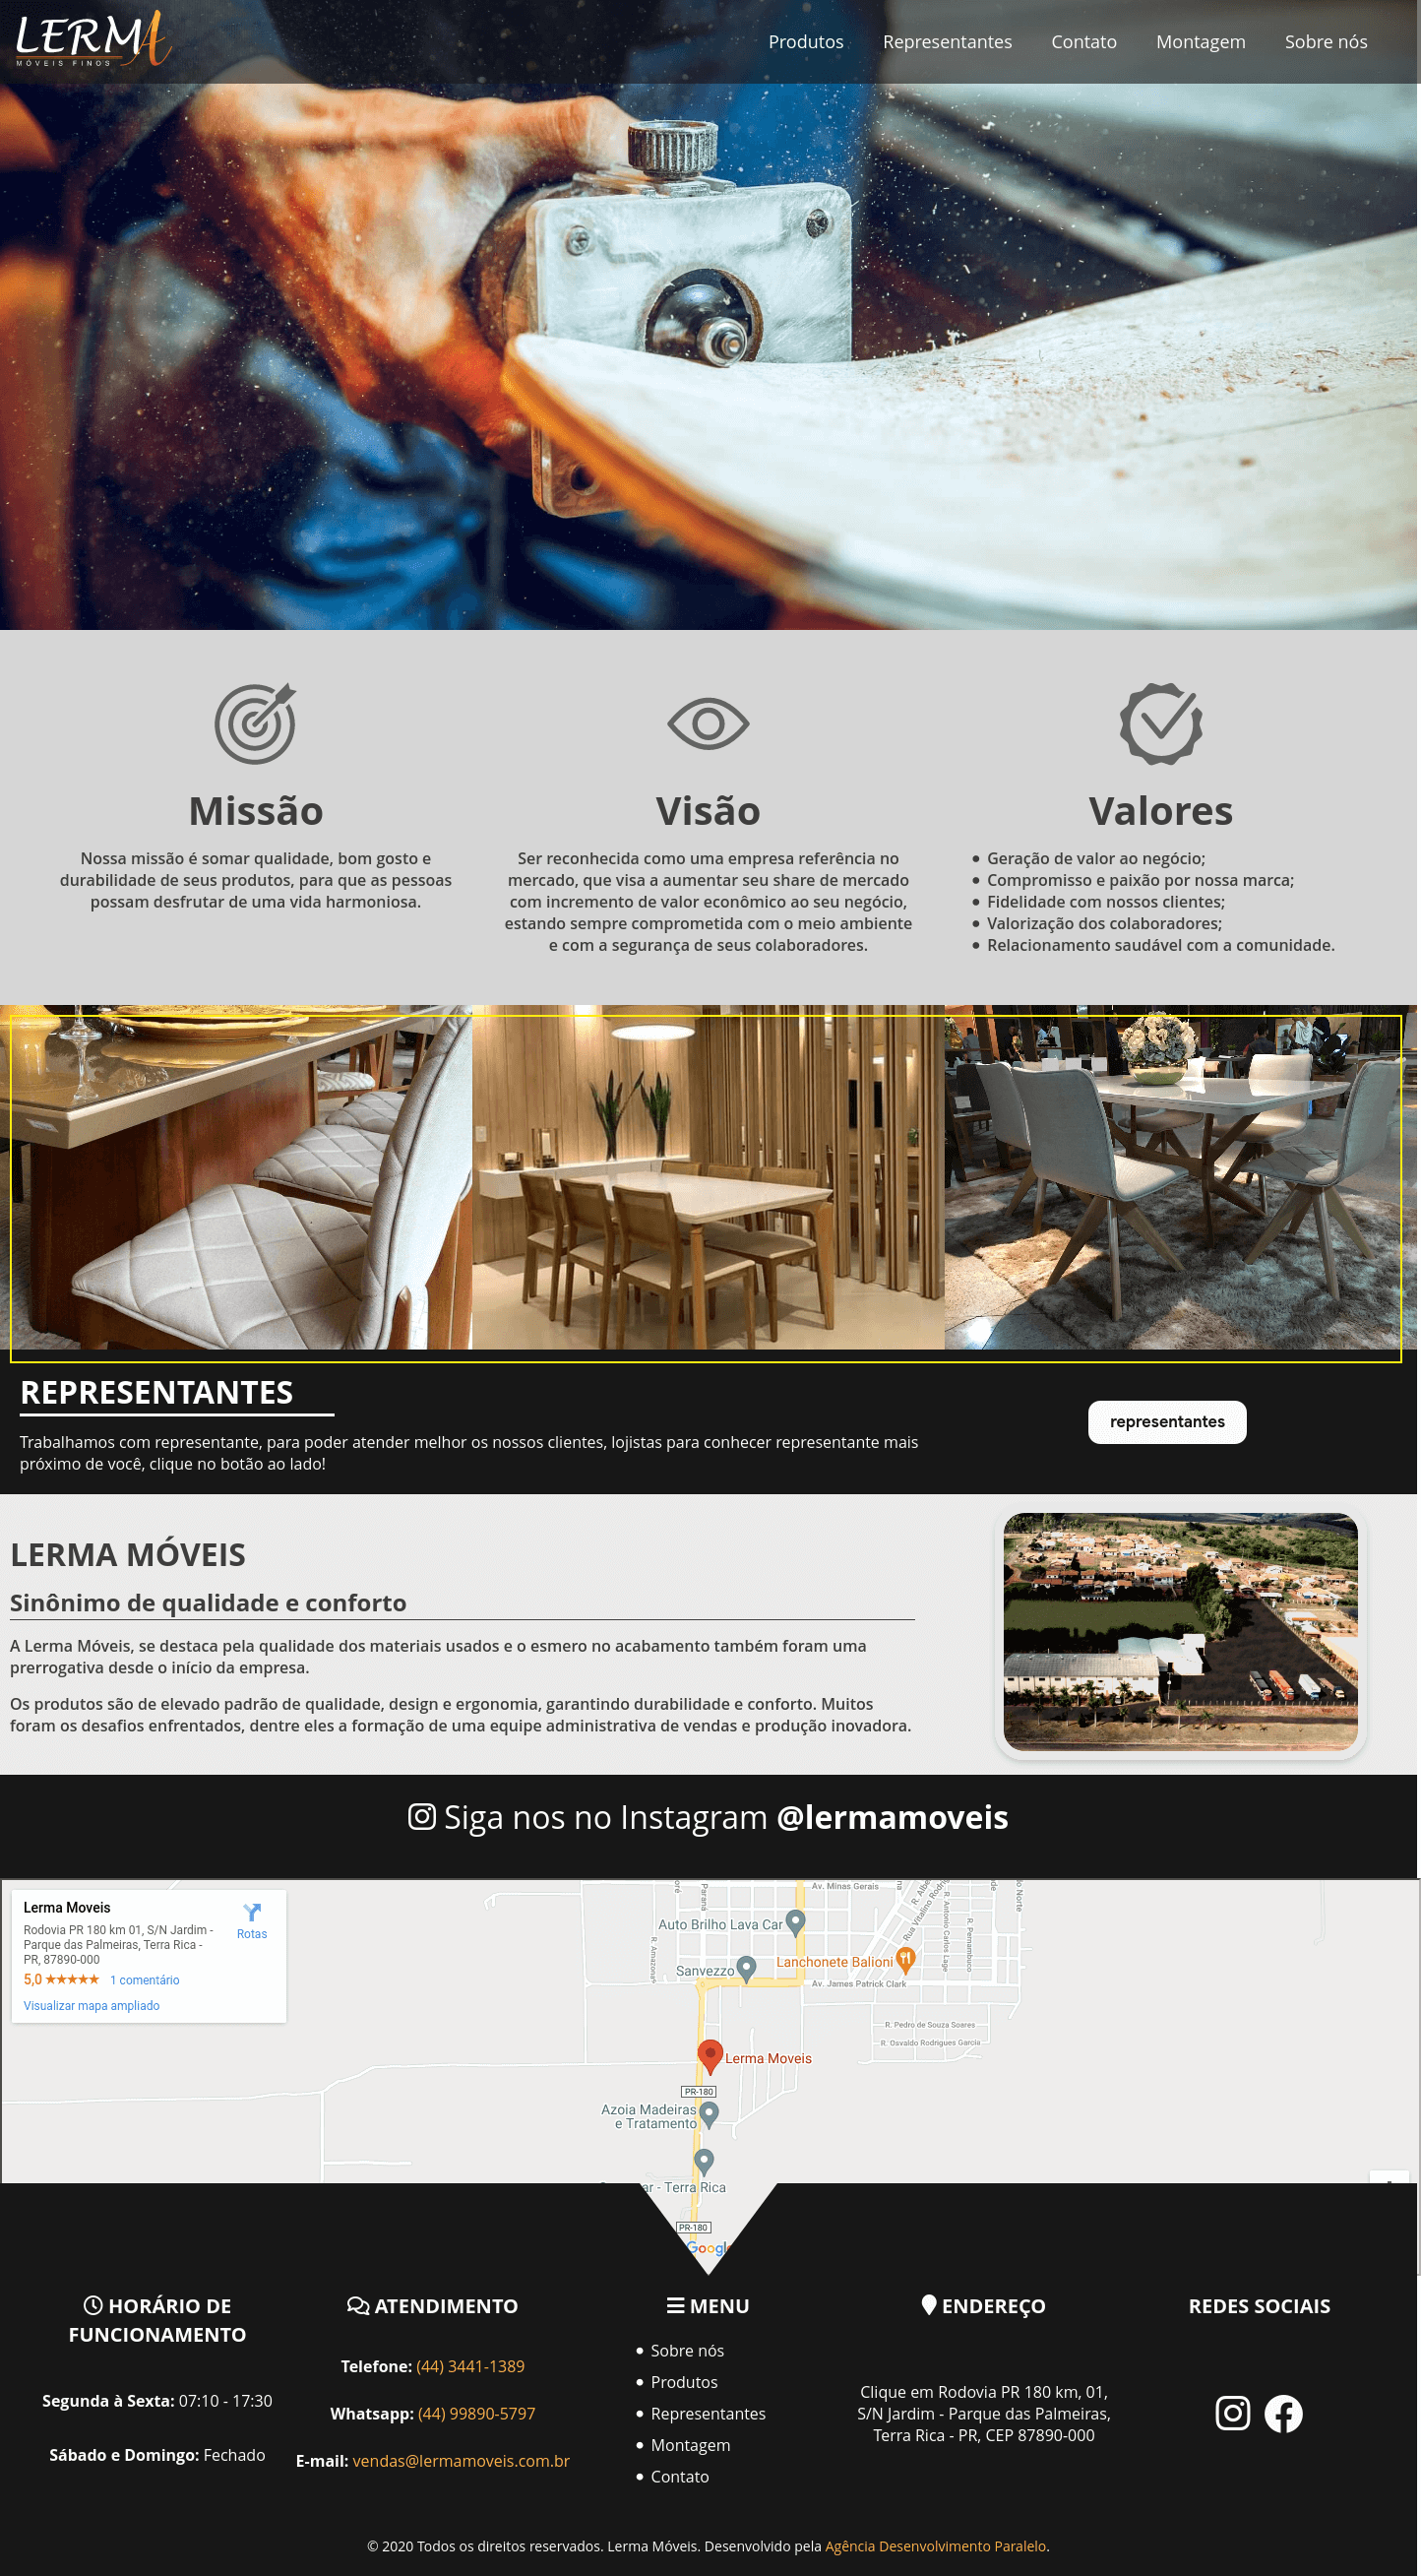 LERMA
MÓVEIS FINOS
Produtos
Representantes
Contato
Montagem
Sobre nós
Missão
Nossa missão é somar qualidade, bom gosto e
durabilidade de seus produtos, para que as pessoas
possam desfrutar de uma vida harmoniosa.
Visão
Ser reconhecida como uma empresa referência no
mercado, que visa a aumentar seu share de mercado
com incremento de valor econômico ao seu negócio,
estando sempre comprometida com o meio ambiente
e com a segurança de seus colaboradores.
Valores
Geração de valor ao negócio;
Compromisso e paixão por nossa marca;
Fidelidade com nossos clientes;
Valorização dos colaboradores;
Relacionamento saudável com a comunidade.
REPRESENTANTES
Trabalhamos com representante, para poder atender melhor os nossos clientes, lojistas para conhecer representante mais
próximo de você, clique no botão ao lado!
representantes
LERMA MÓVEIS
Sinônimo de qualidade e conforto
A Lerma Móveis, se destaca pela qualidade dos materiais usados e o esmero no acabamento também foram uma
prerrogativa desde o início da empresa.
Os produtos são de elevado padrão de qualidade, design e ergonomia, garantindo durabilidade e conforto. Muitos
foram os desafios enfrentados, dentre eles a formação de uma equipe administrativa de vendas e produção inovadora.
Siga nos no Instagram @lermamoveis
Lerma Moveis
Rodovia PR 180 km 01, S/N Jardim -
Parque das Palmeiras, Terra Rica -
PR, 87890-000
5,0 ★★★★★ 1 comentário
Visualizar mapa ampliado
Rotas
Av. Minas Gerais
Paraná
R. Amazonas
Rua Vitalino Rodri
R. Antonio Carlos Lage
R. Pernambuco
do Norte
Auto Brilho Lava Car
Sanvezzo
Lanchonete Balioni
Av. James Patrick Clark
R. Pedro de Souza Soares
R. Osvaldo Rodrigues Garcia
Lerma Moveis
PR-180
Azoia Madeiras
e Tratamento
ar - Terra Rica
PR-180
Google
HORÁRIO DE
FUNCIONAMENTO
Segunda à Sexta: 07:10 - 17:30
Sábado e Domingo: Fechado
ATENDIMENTO
Telefone: (44) 3441-1389
Whatsapp: (44) 99890-5797
E-mail: vendas@lermamoveis.com.br
MENU
Sobre nós
Produtos
Representantes
Montagem
Contato
ENDEREÇO
Clique em Rodovia PR 180 km, 01,
S/N Jardim - Parque das Palmeiras,
Terra Rica - PR, CEP 87890-000
REDES SOCIAIS
© 2020 Todos os direitos reservados. Lerma Móveis. Desenvolvido pela Agência Desenvolvimento Paralelo.